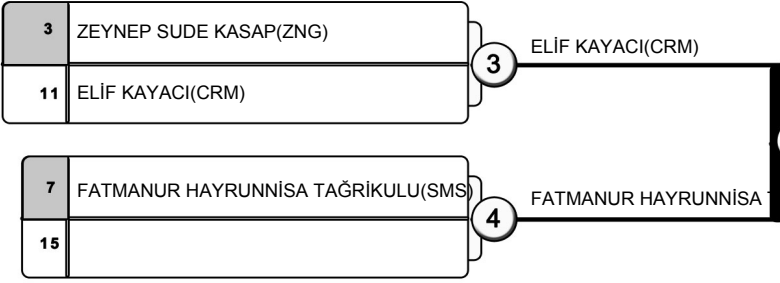 3 ZEYNEP SUDE KASAP(ZNG)
3 ELİF KAYACI(CRM)
11 ELİF KAYACI(CRM)
7 FATMANUR HAYRUNNİSA TAĞRİKULU(SMS)
4 FATMANUR HAYRUNNİSA
15